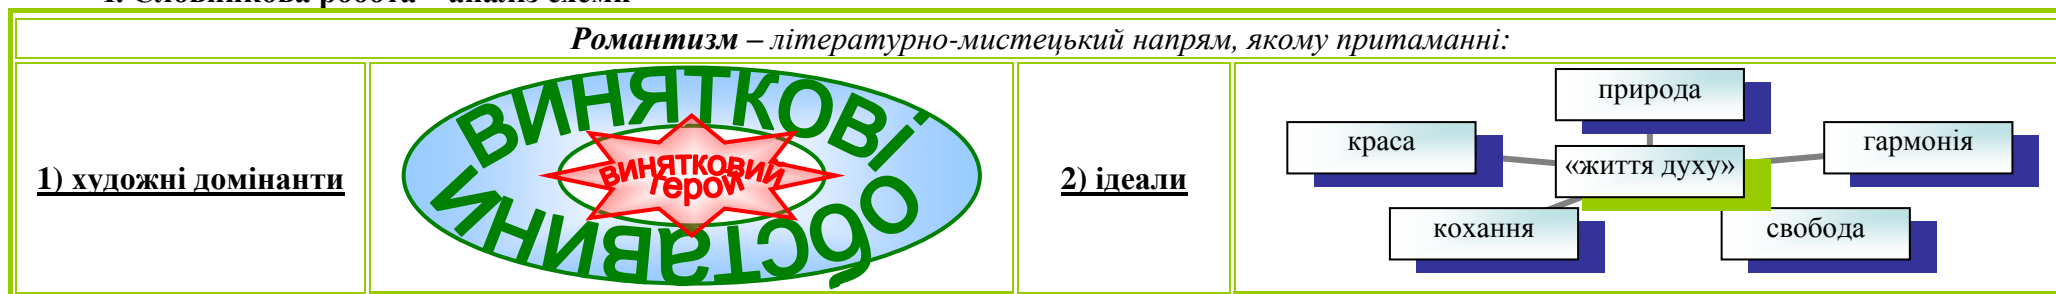 Романтизм – літературно-мистецький напрям, якому притаманні:
1) художні домінанти
ВИНЯТКОВІ
обставини
винятковий
герой
2) ідеали
природа
краса
гармонія
«життя духу»
кохання
свобода